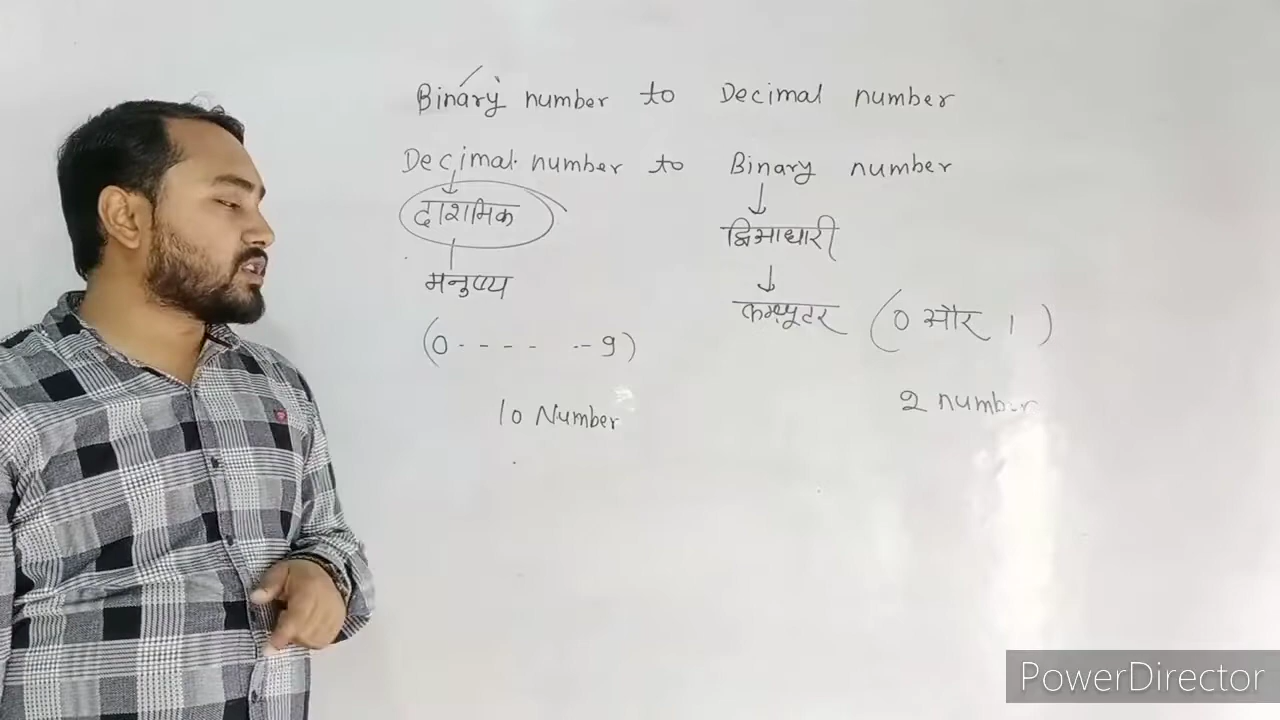 Binary number to Decimal number
Decimal number to Binary number
दाशमिक
द्विआधारी
मनुष्य
कम्प्यूटर (0 और 1)
(0 - - - - - - 9)
10 Number
2 number
PowerDirector